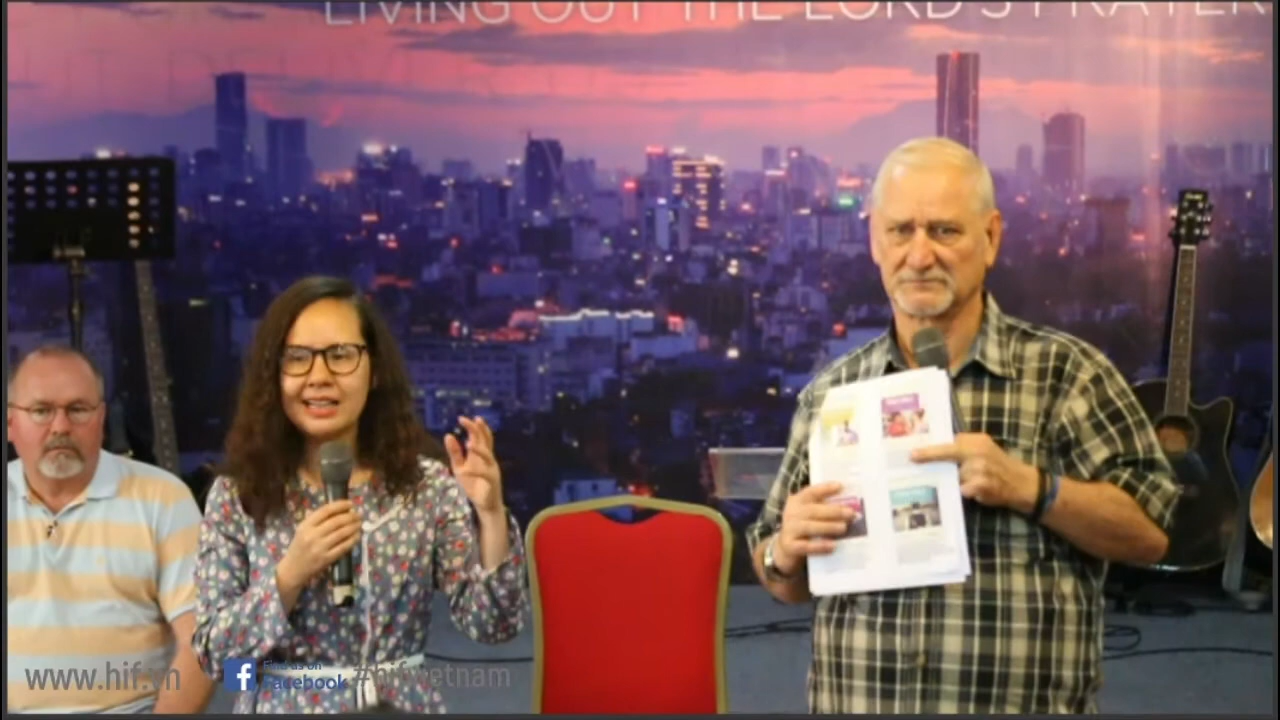 LIVING OUT THE LORD'S PRAYER
www.hif.vn
Find us on
Facebook
#hifvietnam